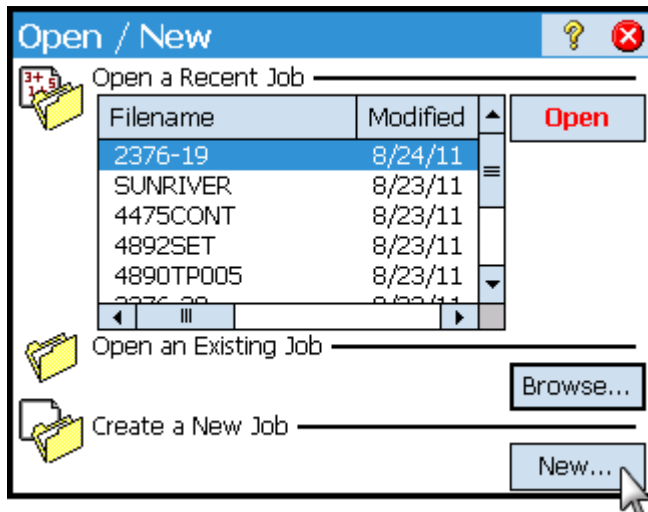 Open / New
Open a Recent Job
Filename Modified Open
2376-19 8/24/11
SUNRIVER 8/23/11
4475CONT 8/23/11
4892SET 8/23/11
4890TP005 8/23/11
Open an Existing Job
Browse...
Create a New Job
New...